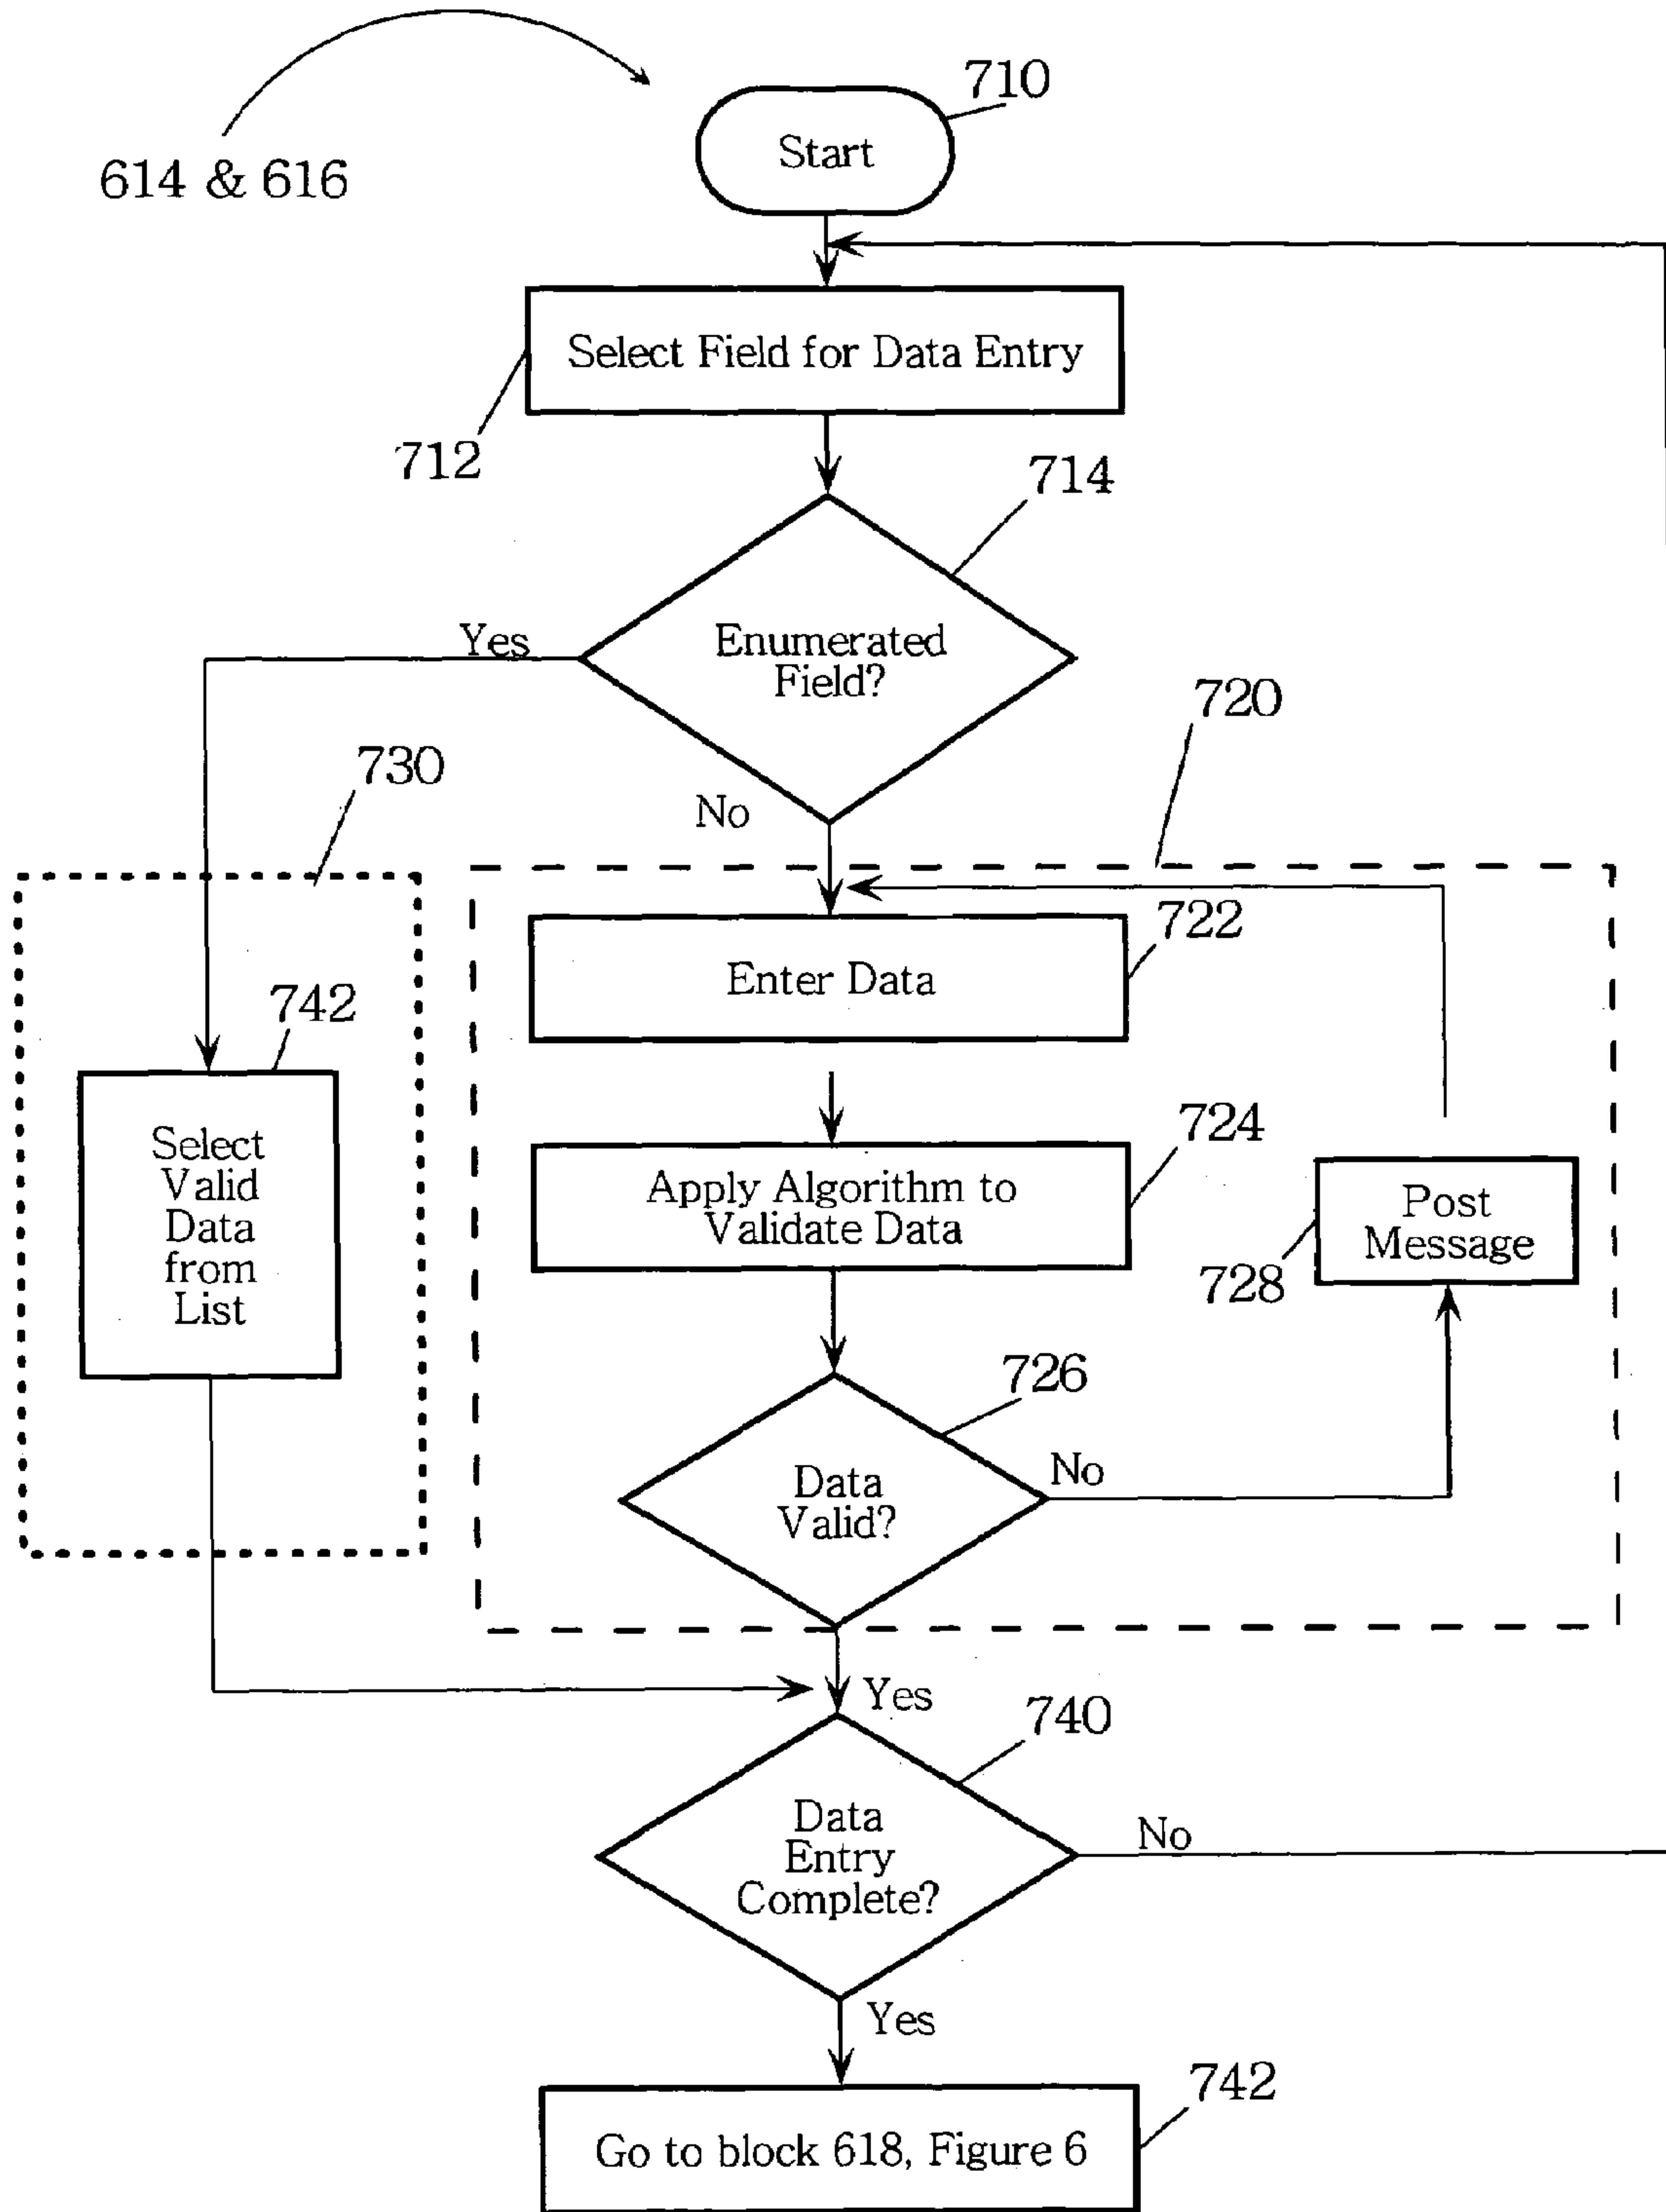 710
Start
614 & 616
Select Field for Data Entry
712
714
Yes
Enumerated
Field?
720
730
No
722
Enter Data
742
724
Select
Valid
Data
from
List
Apply Algorithm to
Validate Data
Post
Message
728
726
No
Data
Valid?
Yes
740
Data
Entry
Complete?
No
Yes
742
Go to block 618, Figure 6